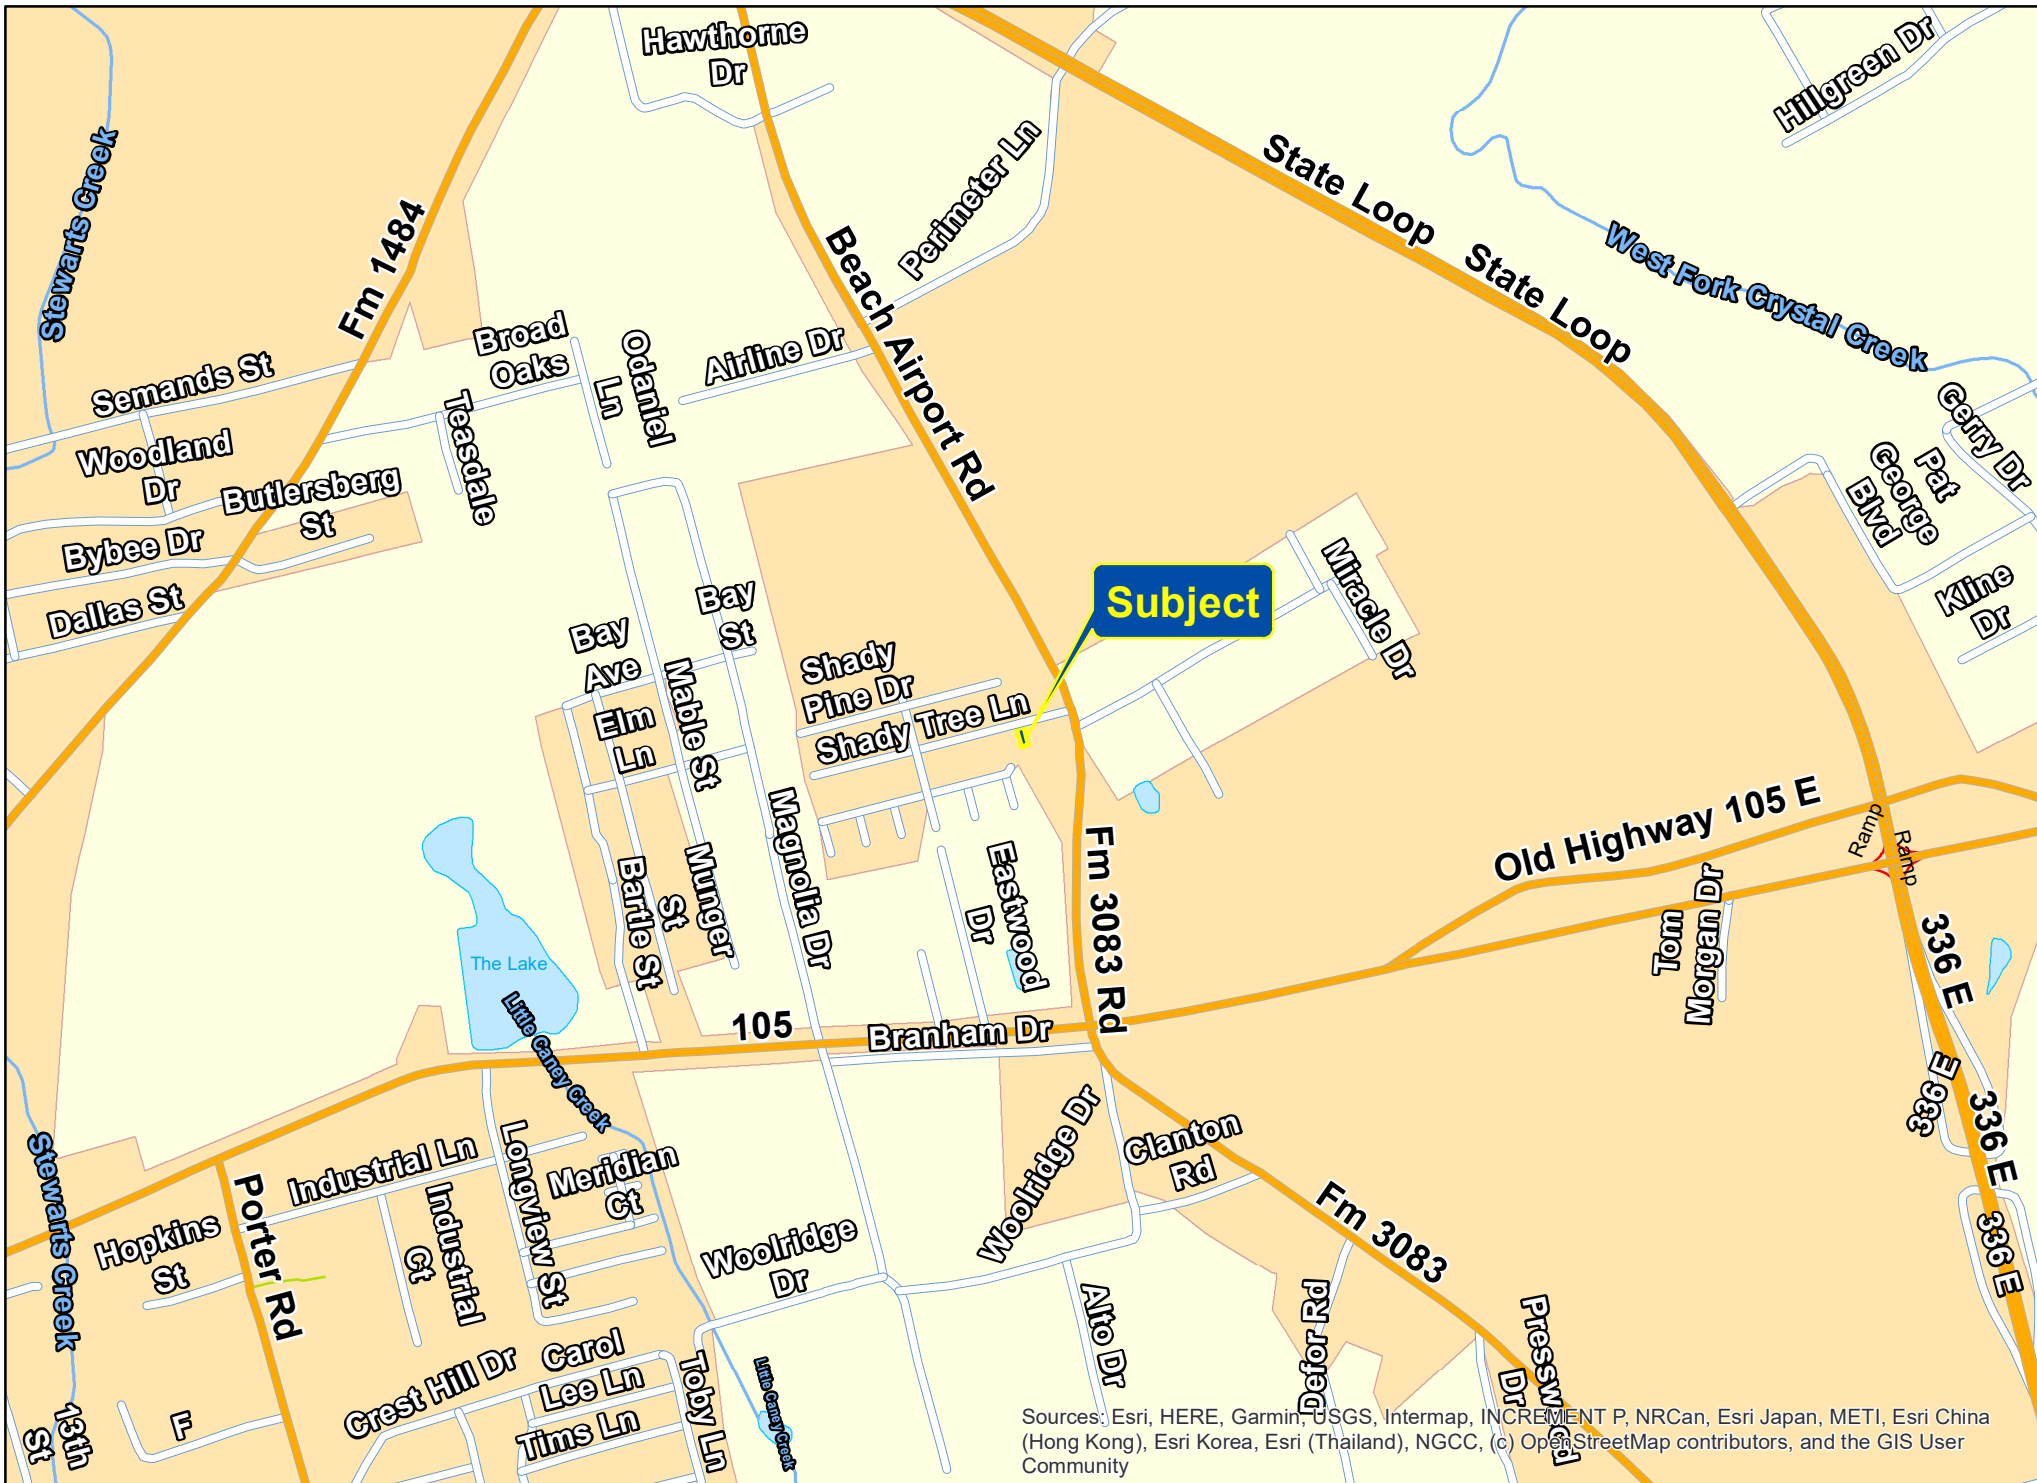 Hawthorne
Dr
Hillgreen Dr
Stewarts Creek
Fm 1484
Perimeter Ln
State Loop
State Loop
West Fork Crystal Creek
Beach Airport Rd
Semands St
Broad
Oaks
Odaniel
Ln
Airline Dr
Teasdale
Woodland
Dr
Butlersberg
St
Bybee Dr
Dallas St
Gerry Dr
Pat
George
Blvd
Kline
Dr
Miracle Dr
Subject
Bay
St
Bay
Ave
Mable St
Elm
Ln
Shady
Pine Dr
Shady Tree Ln
Magnolia Dr
Munger
St
Bartle St
Eastwood
Dr
Fm 3083 Rd
Old Highway 105 E
Ramp
Ramp
Tom
Morgan Dr
336 E
The Lake
Little Caney Creek
105
Branham Dr
336 E
336 E
336 E
Stewarts Creek
Industrial Ln
Longview St
Meridian
Ct
Woolridge Dr
Clanton
Rd
Porter Rd
Hopkins
St
Industrial
Ct
Woolridge
Dr
Fm 3083
Alto Dr
Defor Rd
Presswood
Dr
Crest Hill Dr
Carol
Lee Ln
Tims Ln
Toby Ln
Little Caney Creek
F
13th
St
Sources: Esri, HERE, Garmin, USGS, Intermap, INCREMENT P, NRCan, Esri Japan, METI, Esri China
(Hong Kong), Esri Korea, Esri (Thailand), NGCC, (c) OpenStreetMap contributors, and the GIS User
Community